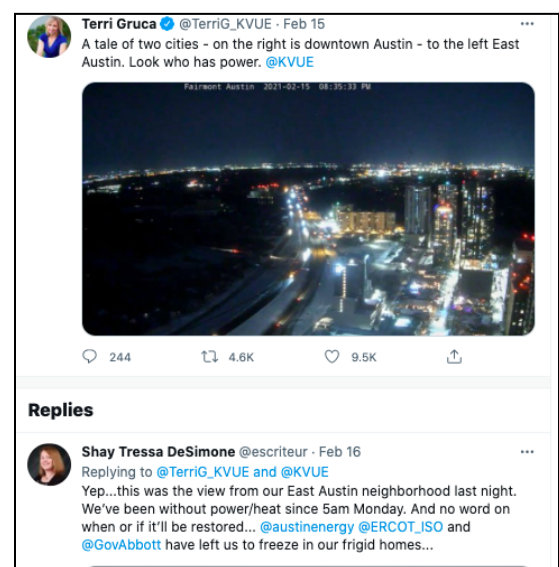 Terri Gruca @TerriG_KVUE · Feb 15
A tale of two cities - on the right is downtown Austin - to the left East
Austin. Look who has power. @KVUE
Fairmont Austin 2021-02-15 08:35:33 PM
244 4.6K 9.5K
Replies
Shay Tressa DeSimone @escriteur · Feb 16
Replying to @TerriG_KVUE and @KVUE
Yep...this was the view from our East Austin neighborhood last night.
We’ve been without power/heat since 5am Monday. And no word on
when or if it’ll be restored... @austinenergy @ERCOT_ISO and
@GovAbbott have left us to freeze in our frigid homes...